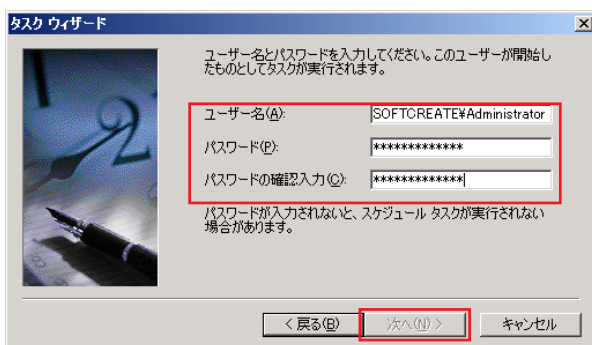 タスク ウィザード
ユーザー名とパスワードを入力してください。このユーザーが開始し
たものとしてタスクが実行されます。
ユーザー名(A): SOFTCREATE¥Administrator
パスワード(P): *************
パスワードの確認入力(C): *************
パスワードが入力されないと、スケジュール タスクが実行されない
場合があります。
< 戻る(B) 次へ(N) > キャンセル